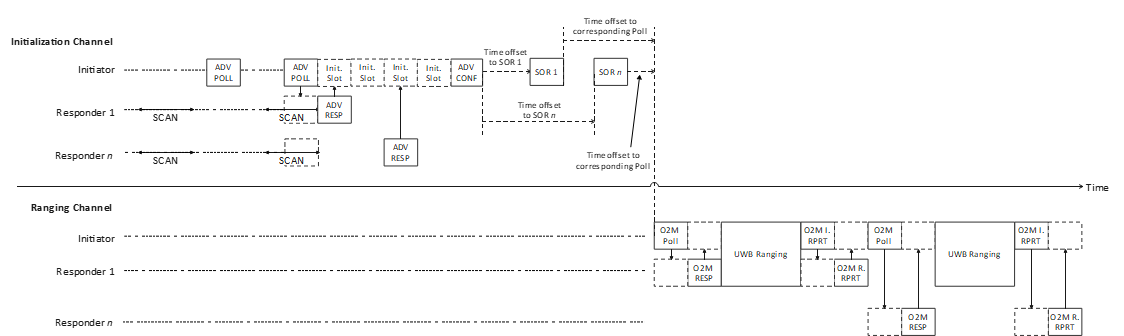 Time offset to
corresponding Poll
Initialization Channel
Time offset
to SOR 1
Initiator
ADV
POLL
ADV
POLL
Init.
Slot
Init.
Slot
Init.
Slot
Init.
Slot
ADV
CONF
SOR 1
SOR n
Responder 1
SCAN
SCAN
ADV
RESP
Time offset
to SOR n
Responder n
SCAN
SCAN
ADV
RESP
Time offset to
corresponding Poll
Time
Ranging Channel
Initiator
O2M
Poll
UWB Ranging
O2M I.
RPRT
O2M
Poll
UWB Ranging
O2M I.
RPRT
Responder 1
O2M
RESP
O2M R.
RPRT
Responder n
O2M
RESP
O2M R.
RPRT